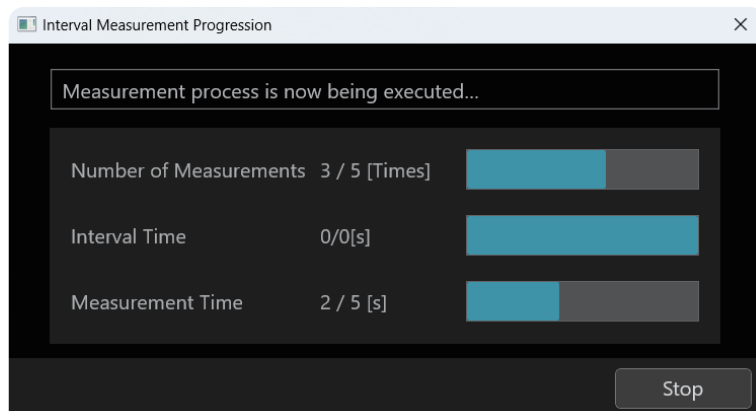 Interval Measurement Progression
Measurement process is now being executed...
Number of Measurements 3 / 5 [Times]
Interval Time 0/0[s]
Measurement Time 2 / 5 [s]
Stop